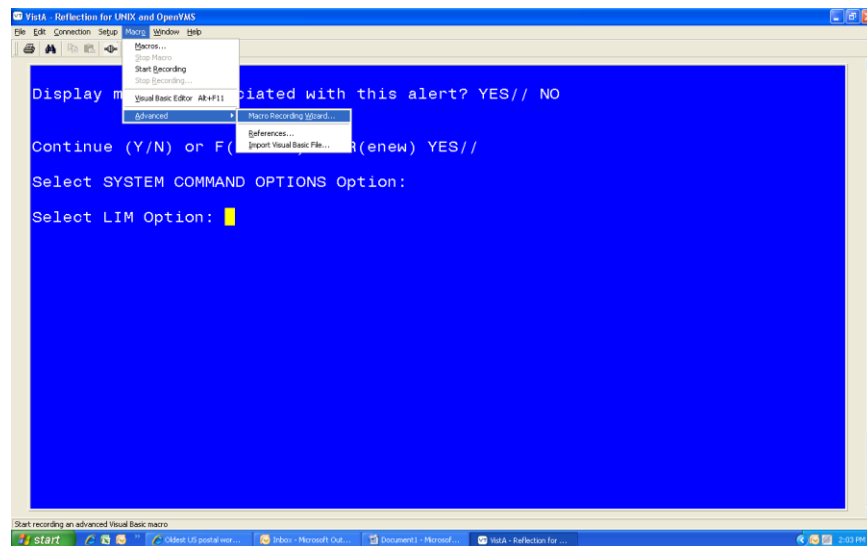 VistA - Reflection for UNIX and OpenVMS
File Edit Connection Setup Macro Window Help
Macros...
Stop Macro
Start Recording
Stop Recording...
Visual Basic Editor Alt+F11
Advanced
Macro Recording Wizard...
References...
Import Visual Basic File...
Display m ciated with this alert? YES// NO
Continue (Y/N) or F( R(enew) YES//
Select SYSTEM COMMAND OPTIONS Option:
Select LIM Option:
Start recording an advanced Visual Basic macro
start
Oldest US postal wor...
Inbox - Microsoft Out...
Document1 - Microsof...
VistA - Reflection for ...
2:03 PM